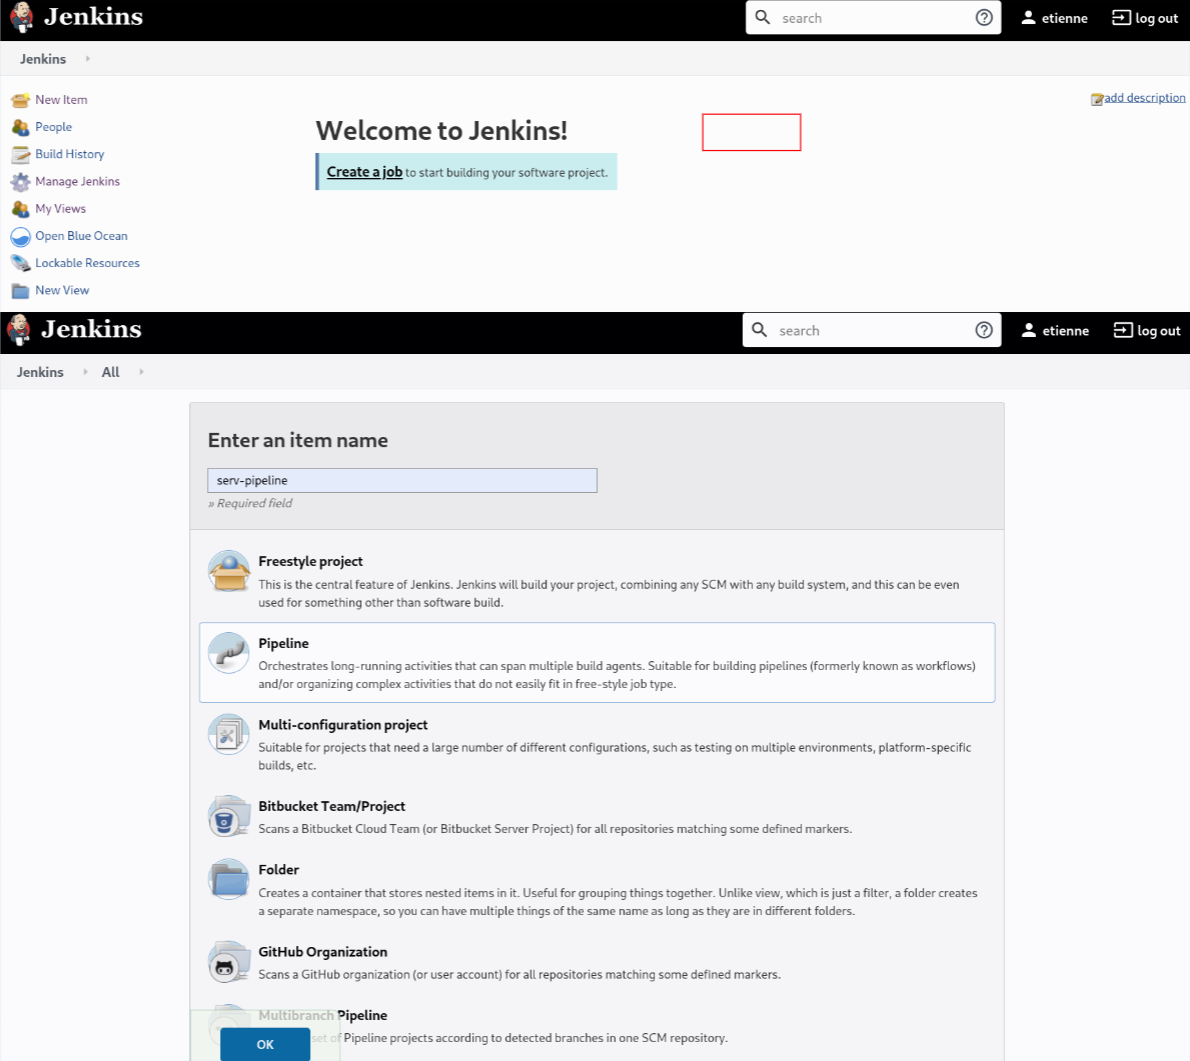 Jenkins
search
etienne
log out
Jenkins
New Item
People
Build History
Manage Jenkins
My Views
Open Blue Ocean
Lockable Resources
New View
add description
Welcome to Jenkins!
Create a job to start building your software project.
Jenkins
search
etienne
log out
Jenkins All
Enter an item name
serv-pipeline
» Required field
Freestyle project
This is the central feature of Jenkins. Jenkins will build your project, combining any SCM with any build system, and this can be even
used for something other than software build.
Pipeline
Orchestrates long-running activities that can span multiple build agents. Suitable for building pipelines (formerly known as workflows)
and/or organizing complex activities that do not easily fit in free-style job type.
Multi-configuration project
Suitable for projects that need a large number of different configurations, such as testing on multiple environments, platform-specific
builds, etc.
Bitbucket Team/Project
Scans a Bitbucket Cloud Team (or Bitbucket Server Project) for all repositories matching some defined markers.
Folder
Creates a container that stores nested items in it. Useful for grouping things together. Unlike view, which is just a filter, a folder creates
a separate namespace, so you can have multiple things of the same name as long as they are in different folders.
GitHub Organization
Scans a GitHub organization (or user account) for all repositories matching some defined markers.
Multibranch Pipeline
set of Pipeline projects according to detected branches in one SCM repository.
OK